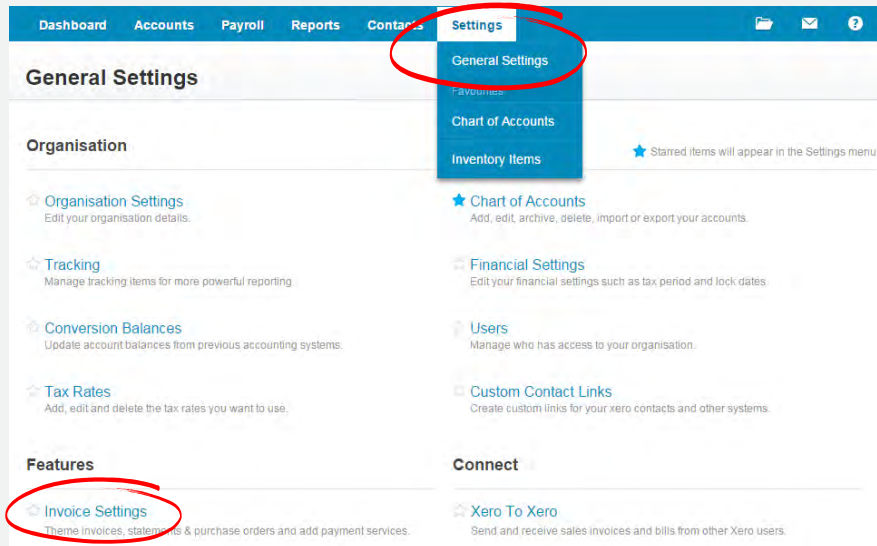 Dashboard Accounts Payroll Reports Contacts Settings
General Settings
General Settings
Favourites
Chart of Accounts
Inventory Items
Organisation
Starred items will appear in the Settings menu
Organisation Settings
Edit your organisation details.
Chart of Accounts
Add, edit, archive, delete, import or export your accounts.
Tracking
Manage tracking items for more powerful reporting
Financial Settings
Edit your financial settings such as tax period and lock dates.
Conversion Balances
Update account balances from previous accounting systems.
Users
Manage who has access to your organisation.
Tax Rates
Add, edit and delete the tax rates you want to use.
Custom Contact Links
Create custom links for your xero contacts and other systems.
Features
Connect
Invoice Settings
Theme invoices, statements & purchase orders and add payment services.
Xero To Xero
Send and receive sales invoices and bills from other Xero users.